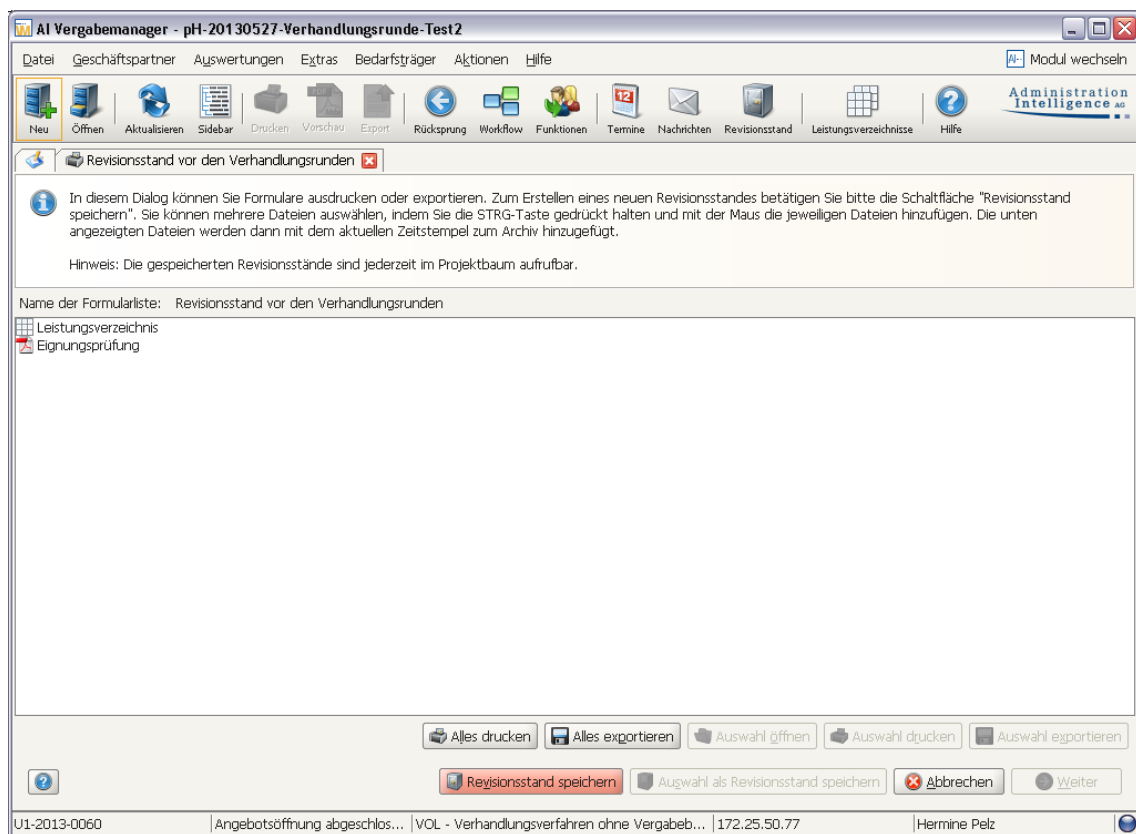 AI Vergabemanager - pH-20130527-Verhandlungsrunde-Test2
Datei Geschäftspartner Auswertungen Extras Bedarfsträger Aktionen Hilfe AI- Modul wechseln
Neu Öffnen Aktualisieren Sidebar Drucken Vorschau Export Rücksprung Workflow Funktionen Termine Nachrichten Revisionsstand Leistungsverzeichnisse Hilfe
Administration
Intelligence AG
Revisionsstand vor den Verhandlungsrunden
In diesem Dialog können Sie Formulare ausdrucken oder exportieren. Zum Erstellen eines neuen Revisionsstandes betätigen Sie bitte die Schaltfläche "Revisionsstand
speichern". Sie können mehrere Dateien auswählen, indem Sie die STRG-Taste gedrückt halten und mit der Maus die jeweiligen Dateien hinzufügen. Die unten
angezeigten Dateien werden dann mit dem aktuellen Zeitstempel zum Archiv hinzugefügt.
Hinweis: Die gespeicherten Revisionsstände sind jederzeit im Projektbaum aufrufbar.
Name der Formularliste: Revisionsstand vor den Verhandlungsrunden
Leistungsverzeichnis
Eignungsprüfung
Alles drucken Alles exportieren Auswahl öffnen Auswahl drucken Auswahl exportieren
Revisionsstand speichern Auswahl als Revisionsstand speichern Abbrechen Weiter
U1-2013-0060 Angebotsöffnung abgeschlos... VOL - Verhandlungsverfahren ohne Vergabeb... 172.25.50.77 Hermine Pelz